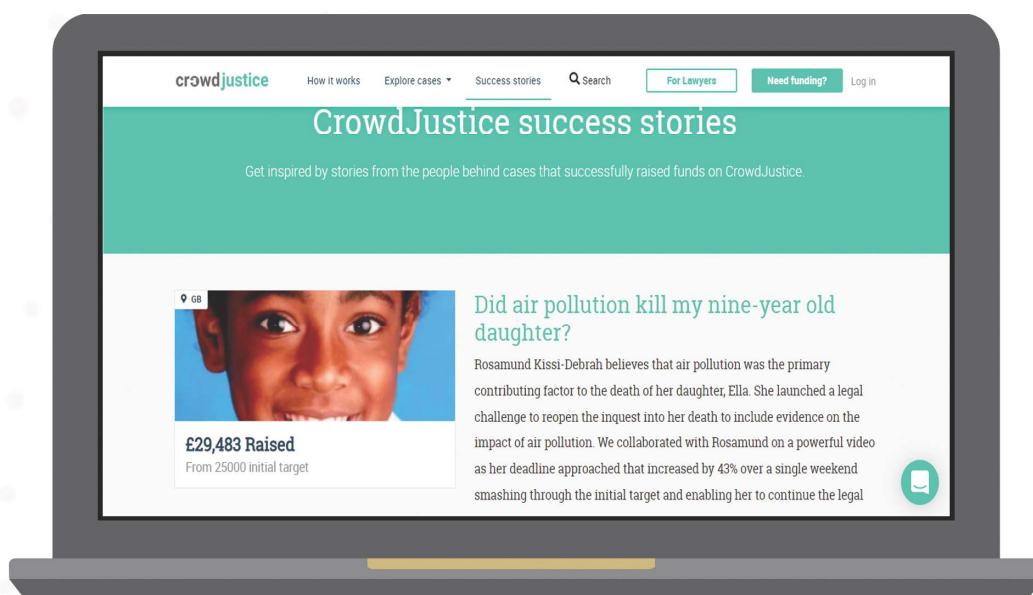 crowdjustice How it works Explore cases Success stories Search For Lawyers Need funding? Log in
CrowdJustice success stories
Get inspired by stories from the people behind cases that successfully raised funds on CrowdJustice.
GB
£29,483 Raised
From 25000 initial target
Did air pollution kill my nine-year old
daughter?
Rosamund Kissi-Debrah believes that air pollution was the primary
contributing factor to the death of her daughter, Ella. She launched a legal
challenge to reopen the inquest into her death to include evidence on the
impact of air pollution. We collaborated with Rosamund on a powerful video
as her deadline approached that increased by 43% over a single weekend
smashing through the initial target and enabling her to continue the legal